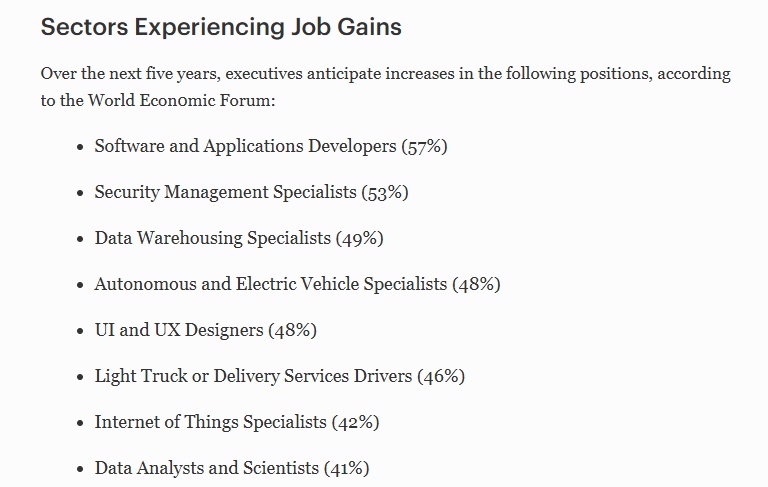 Sectors Experiencing Job Gains
Over the next five years, executives anticipate increases in the following positions, according
to the World Economic Forum:
• Software and Applications Developers (57%)
• Security Management Specialists (53%)
• Data Warehousing Specialists (49%)
• Autonomous and Electric Vehicle Specialists (48%)
• UI and UX Designers (48%)
• Light Truck or Delivery Services Drivers (46%)
• Internet of Things Specialists (42%)
• Data Analysts and Scientists (41%)